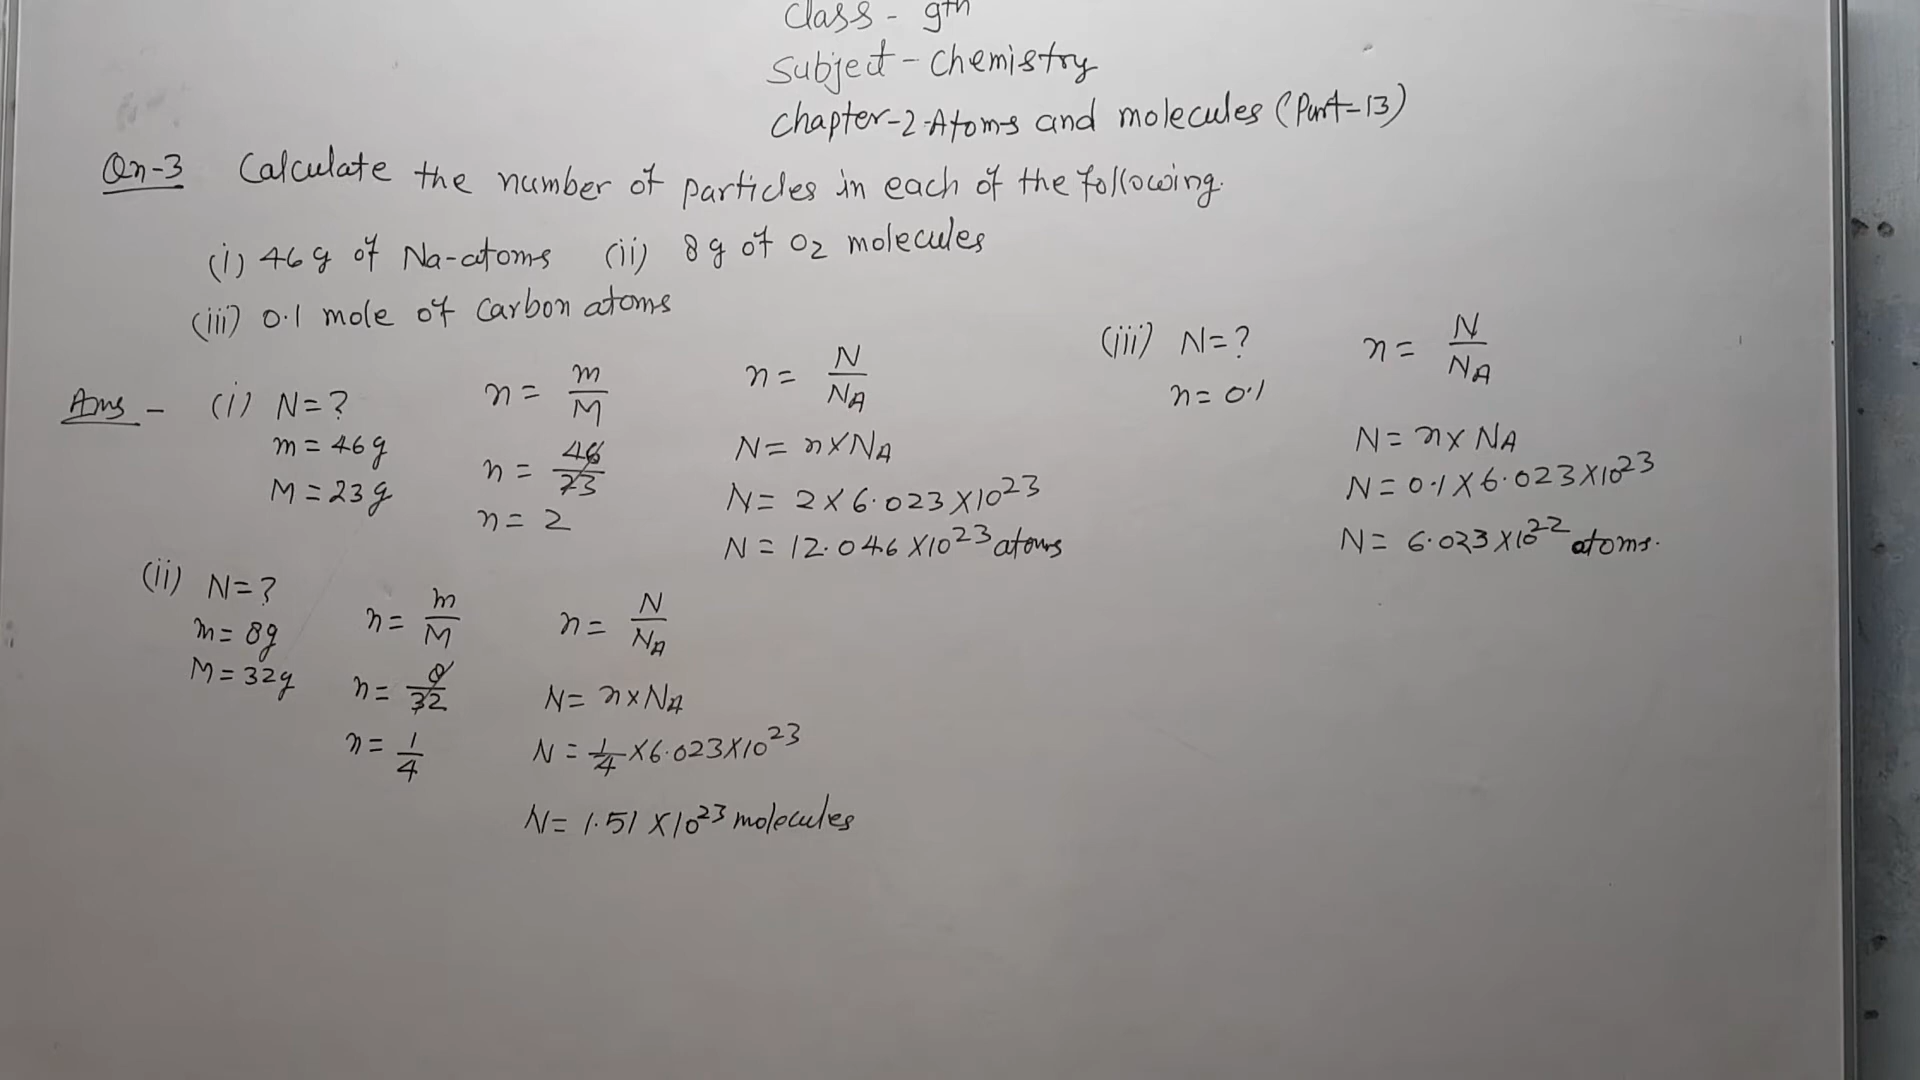 Class - 9th
Subject - Chemistry
Chapter-2-Atoms and molecules (Part-13)
Qn-3 Calculate the number of particles in each of the following.
(i) 46 g of Na-atoms (ii) 8 g of O2 molecules
(iii) 0.1 mole of Carbon atoms
Ans - (i) N = ?
m = 46 g
M = 23 g
n = m/M
n = 46/23
n = 2
n = N/NA
N = n × NA
N = 2 × 6.023 × 10^23
N = 12.046 × 10^23 atoms
(ii) N = ?
m = 8g
M = 32g
n = m/M
n = 8/32
n = 1/4
n = N/NA
N = n × NA
N = 1/4 × 6.023 × 10^23
N = 1.51 × 10^23 molecules
(iii) N = ?
n = 0.1
n = N/NA
N = n × NA
N = 0.1 × 6.023 × 10^23
N = 6.023 × 10^22 atoms.